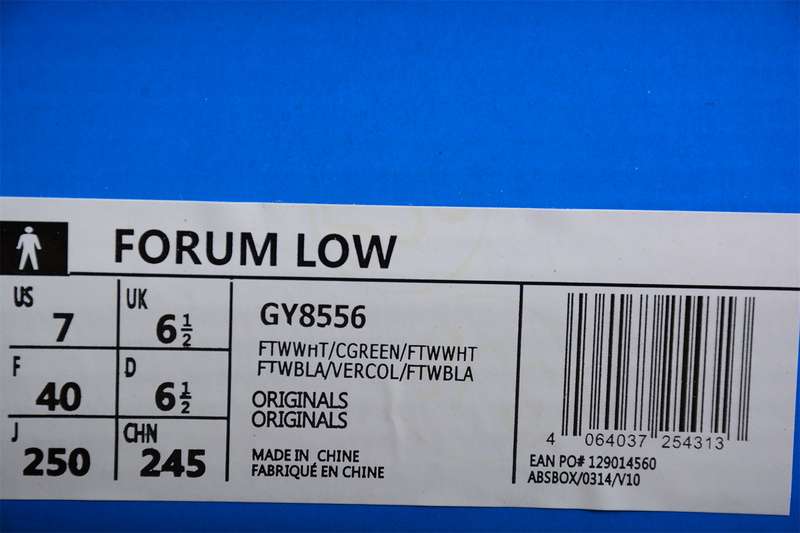 FORUM LOW
US
7
UK
6 1/2
F
40
D
6 1/2
J
250
CHN
245
GY8556
FTWWHT/CGREEN/FTWWHT
FTWBLA/VERCOL/FTWBLA
ORIGINALS
ORIGINALS
MADE IN CHINE
FABRIQUÉ EN CHINE
4 064037 254313
EAN PO# 129014560
ABSBOX/0314/V10